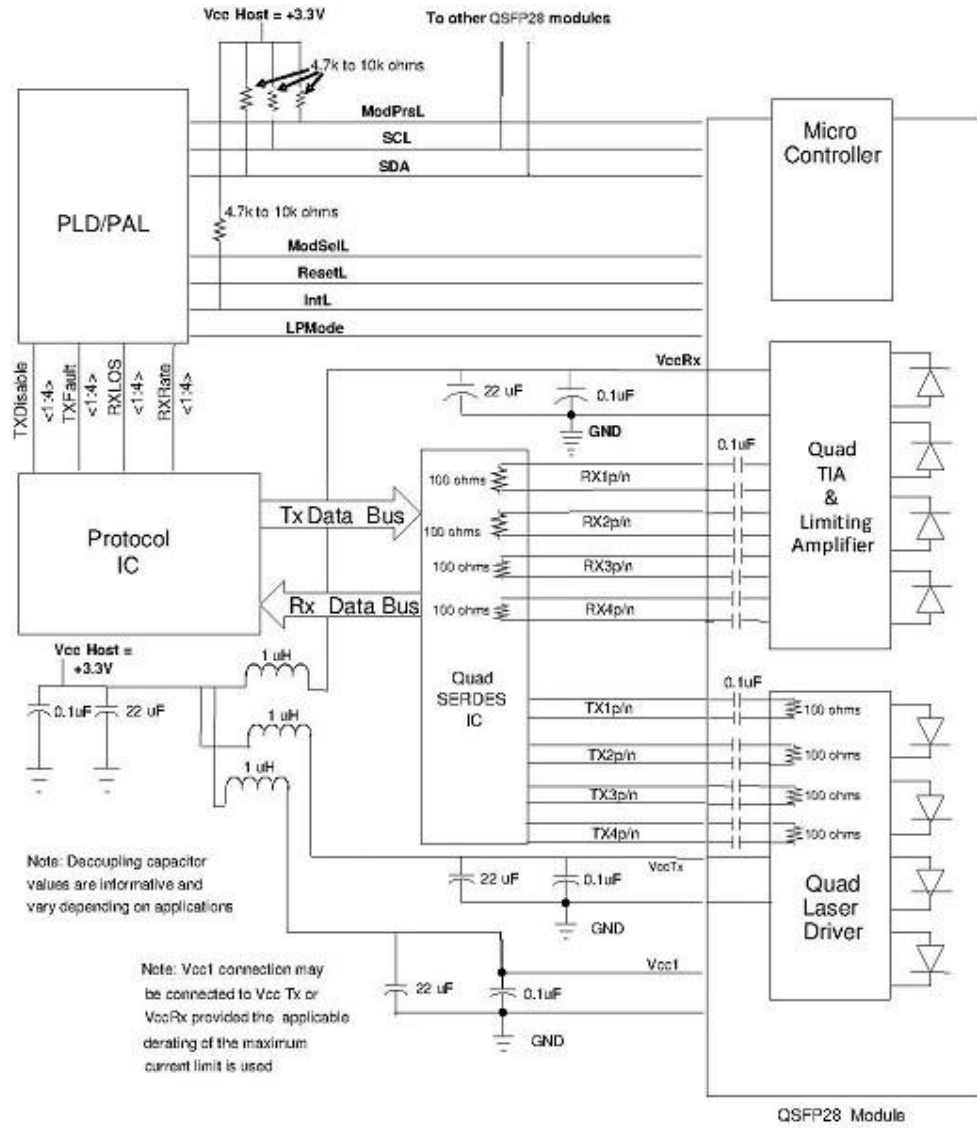 Vcc Host = +3.3V
To other QSFP28 modules
4.7k to 10k ohms
ModPrsL
SCL
SDA
Micro
Controller
PLD/PAL
4.7k to 10k ohms
ModSelL
ResetL
IntL
LPMode
TXDisable
<1:4>
TXFault
<1:4>
RXLOS
<1:4>
RXRate
<1:4>
VccRx
22 uF
0.1uF
GND
Protocol
IC
Tx Data Bus
Rx Data Bus
100 ohms
100 ohms
100 ohms
100 ohms
Quad
SERDES
IC
RX1p/n
RX2p/n
RX3p/n
RX4p/n
0.1uF
Quad
TIA
&
Limiting
Amplifier
Vcc Host =
+3.3V
0.1uF
22 uF
1 uH
1 uH
1 uH
TX1p/n
TX2p/n
TX3p/n
TX4p/n
0.1uF
100 ohms
100 ohms
100 ohms
100 ohms
Quad
Laser
Driver
VccTx
22 uF
0.1uF
GND
Note: Decoupling capacitor
values are informative and
vary depending on applications
Vcc1
22 uF
0.1uF
GND
Note: Vcc1 connection may
be connected to Vcc Tx or
VccRx provided the applicable
derating of the maximum
current limit is used
QSFP28 Module